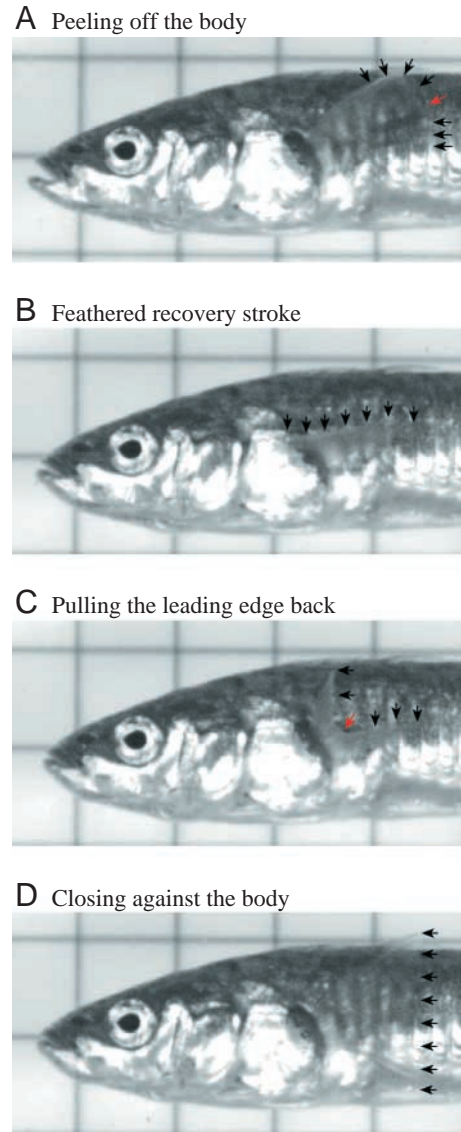 A Peeling off the body
B Feathered recovery stroke
C Pulling the leading edge back
D Closing against the body